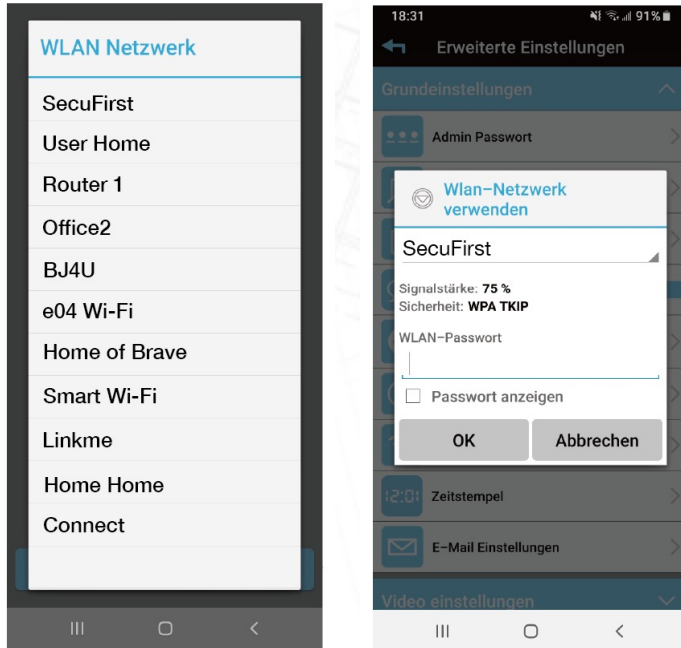 WLAN Netzwerk
SecuFirst
User Home
Router 1
Office2
BJ4U
e04 Wi-Fi
Home of Brave
Smart Wi-Fi
Linkme
Home Home
Connect
18:31
91%
Erweiterte Einstellungen
Grundeinstellungen
Admin Passwort
Wlan-Netzwerk
verwenden
SecuFirst
Signalstärke: 75 %
Sicherheit: WPA TKIP
WLAN-Passwort
Passwort anzeigen
OK
Abbrechen
12:01
Zeitstempel
E-Mail Einstellungen
Video einstellungen